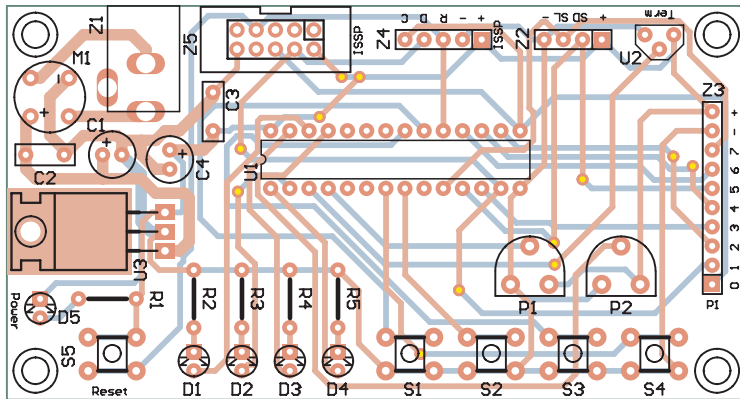 Z1
Z5
ISSP
Z4
C D R - +
ISSP
Z2
- SL SD +
Term
U2
M1
-
+
C1
+
C2
C4
+
C3
U1
Z3
+
-
7
6
5
4
3
2
1
0
P1
U3
Power
D5
R1
R2
R3
R4
R5
P1
P2
S5
Reset
D1
D2
D3
D4
S1
S2
S3
S4